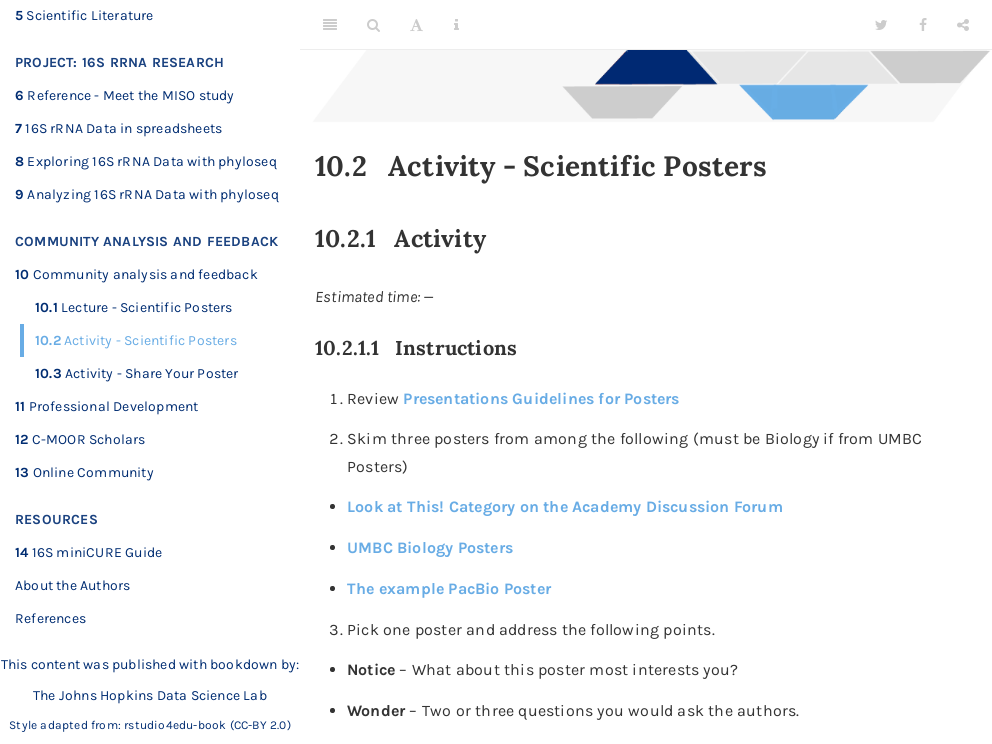 5 Scientific Literature
PROJECT: 16S RRNA RESEARCH
6 Reference - Meet the MISO study
7 16S rRNA Data in spreadsheets
8 Exploring 16S rRNA Data with phyloseq
9 Analyzing 16S rRNA Data with phyloseq
COMMUNITY ANALYSIS AND FEEDBACK
10 Community analysis and feedback
10.1 Lecture - Scientific Posters
10.2 Activity - Scientific Posters
10.3 Activity - Share Your Poster
11 Professional Development
12 C-MOOR Scholars
13 Online Community
RESOURCES
14 16S miniCURE Guide
About the Authors
References
This content was published with bookdown by:
The Johns Hopkins Data Science Lab
Style adapted from: rstudio4edu-book (CC-BY 2.0)
10.2 Activity - Scientific Posters
10.2.1 Activity
Estimated time: —
10.2.1.1 Instructions
1. Review Presentations Guidelines for Posters
2. Skim three posters from among the following (must be Biology if from UMBC
Posters)
• Look at This! Category on the Academy Discussion Forum
• UMBC Biology Posters
• The example PacBio Poster
3. Pick one poster and address the following points.
• Notice – What about this poster most interests you?
• Wonder – Two or three questions you would ask the authors.